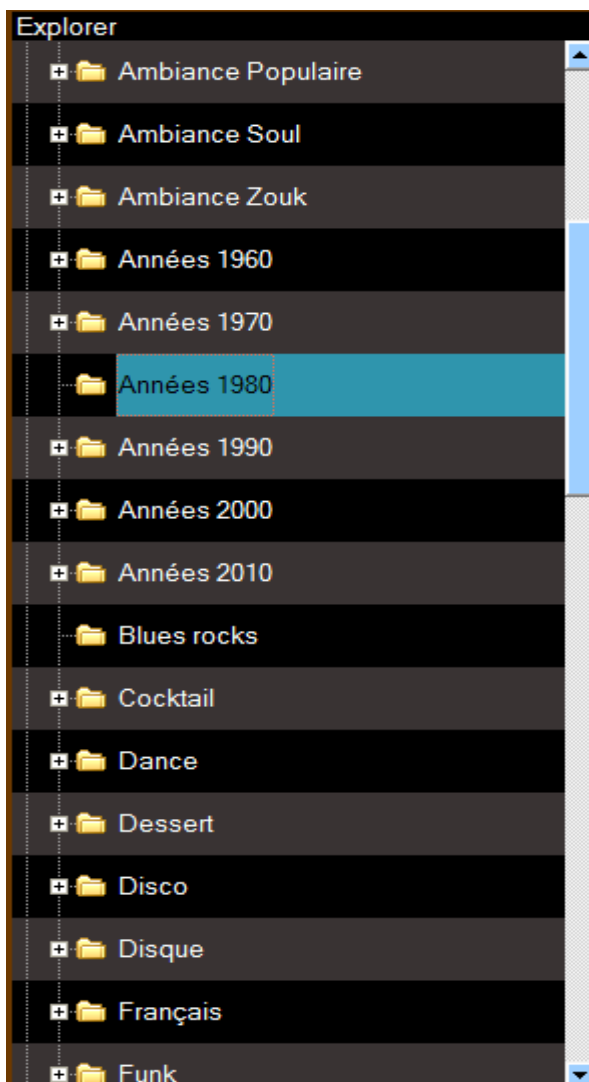 Explorer
Ambiance Populaire
Ambiance Soul
Ambiance Zouk
Années 1960
Années 1970
Années 1980
Années 1990
Années 2000
Années 2010
Blues rocks
Cocktail
Dance
Dessert
Disco
Disque
Français
Funk